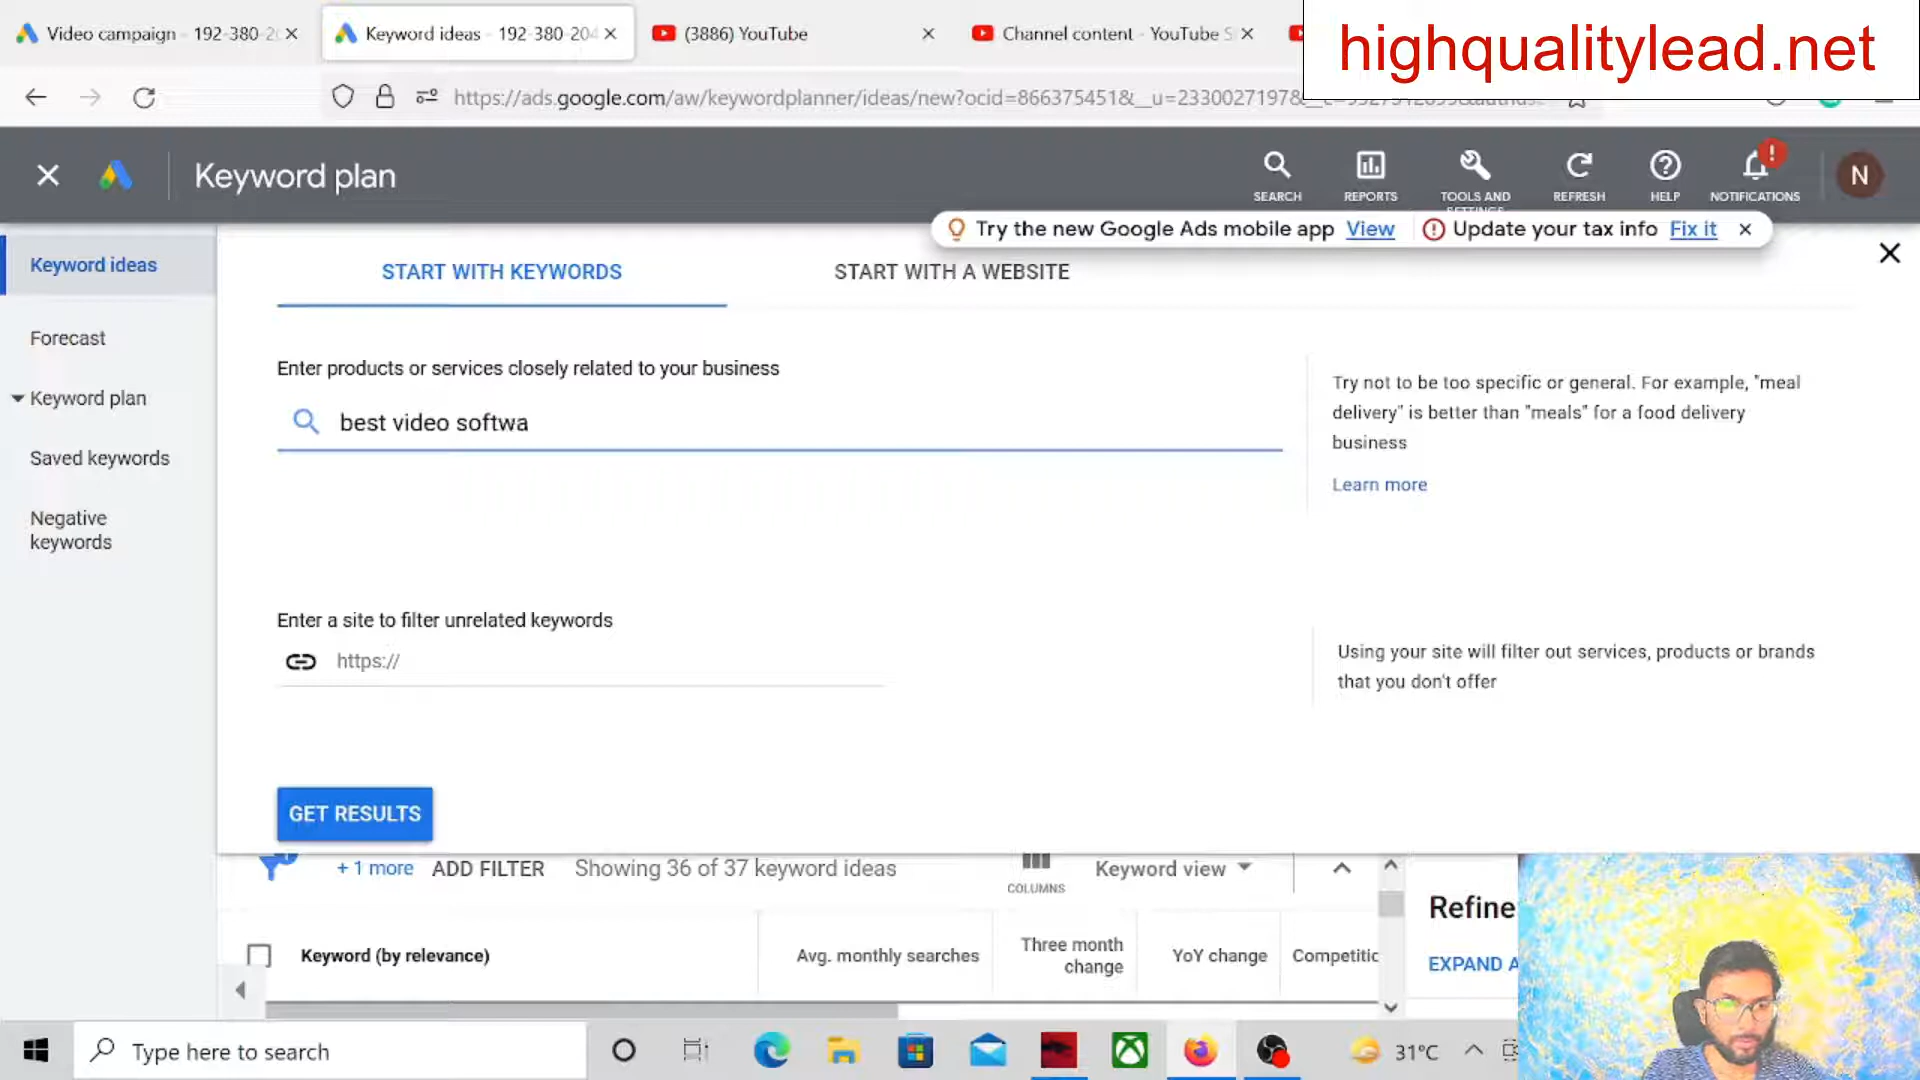 Video campaign - 192-380-2
Keyword ideas - 192-380-204
(3886) YouTube
Channel content - YouTube S
highqualitylead.net
https://ads.google.com/aw/keywordplanner/ideas/new?ocid=866375451&__u=2330027197&
Keyword plan
SEARCH
REPORTS
TOOLS AND SETTINGS
REFRESH
HELP
NOTIFICATIONS
N
Try the new Google Ads mobile app View
Update your tax info Fix it
Keyword ideas
Forecast
Keyword plan
Saved keywords
Negative
keywords
START WITH KEYWORDS
START WITH A WEBSITE
Enter products or services closely related to your business
best video softwa
Try not to be too specific or general. For example, "meal
delivery" is better than "meals" for a food delivery
business
Learn more
Enter a site to filter unrelated keywords
https://
Using your site will filter out services, products or brands
that you don't offer
GET RESULTS
+ 1 more
ADD FILTER
Showing 36 of 37 keyword ideas
COLUMNS
Keyword view
Refine
EXPAND A
Keyword (by relevance)
Avg. monthly searches
Three month
change
YoY change
Competitic
Type here to search
31°C